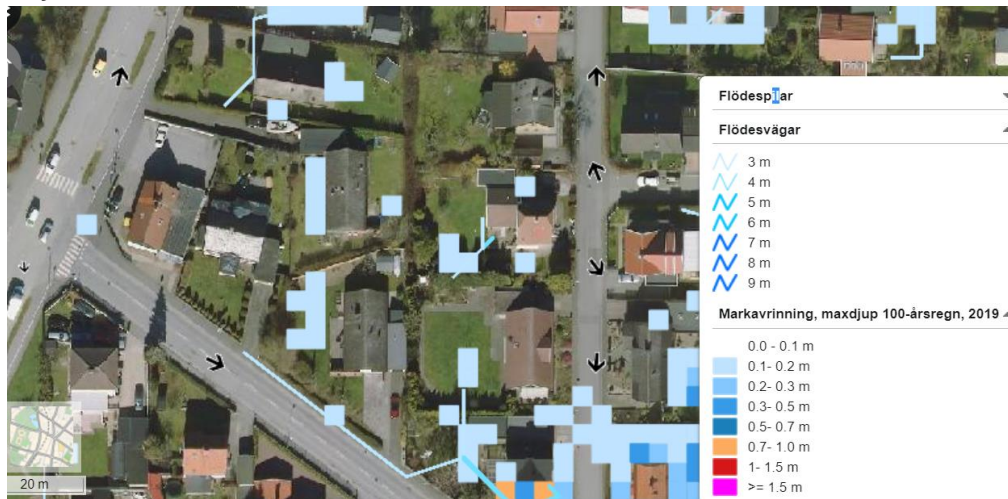 Flödespilar
Flödesvägar
3 m
4 m
5 m
6 m
7 m
8 m
9 m
Markavrinning, maxdjup 100-årsregn, 2019
0.0 - 0.1 m
0.1- 0.2 m
0.2- 0.3 m
0.3- 0.5 m
0.5- 0.7 m
0.7- 1.0 m
1- 1.5 m
>= 1.5 m
20 m